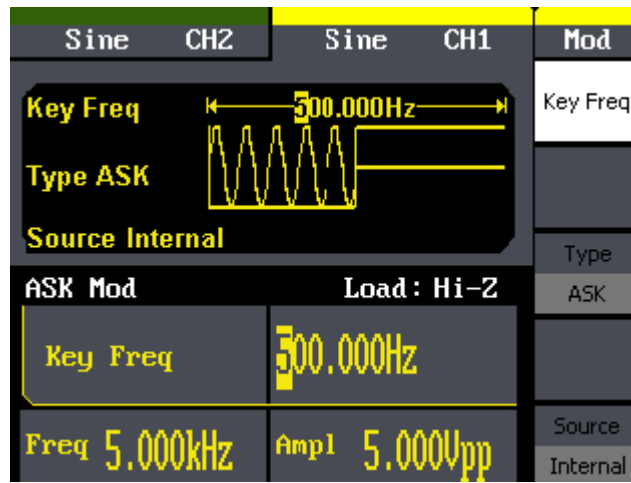 Sine CH2 Sine CH1 Mod
Key Freq 500.000Hz Key Freq
Type ASK
Source Internal
Type
ASK
ASK Mod Load: Hi-Z
Key Freq 500.000Hz
Source
Internal
Freq 5.000kHz Ampl 5.000Vpp